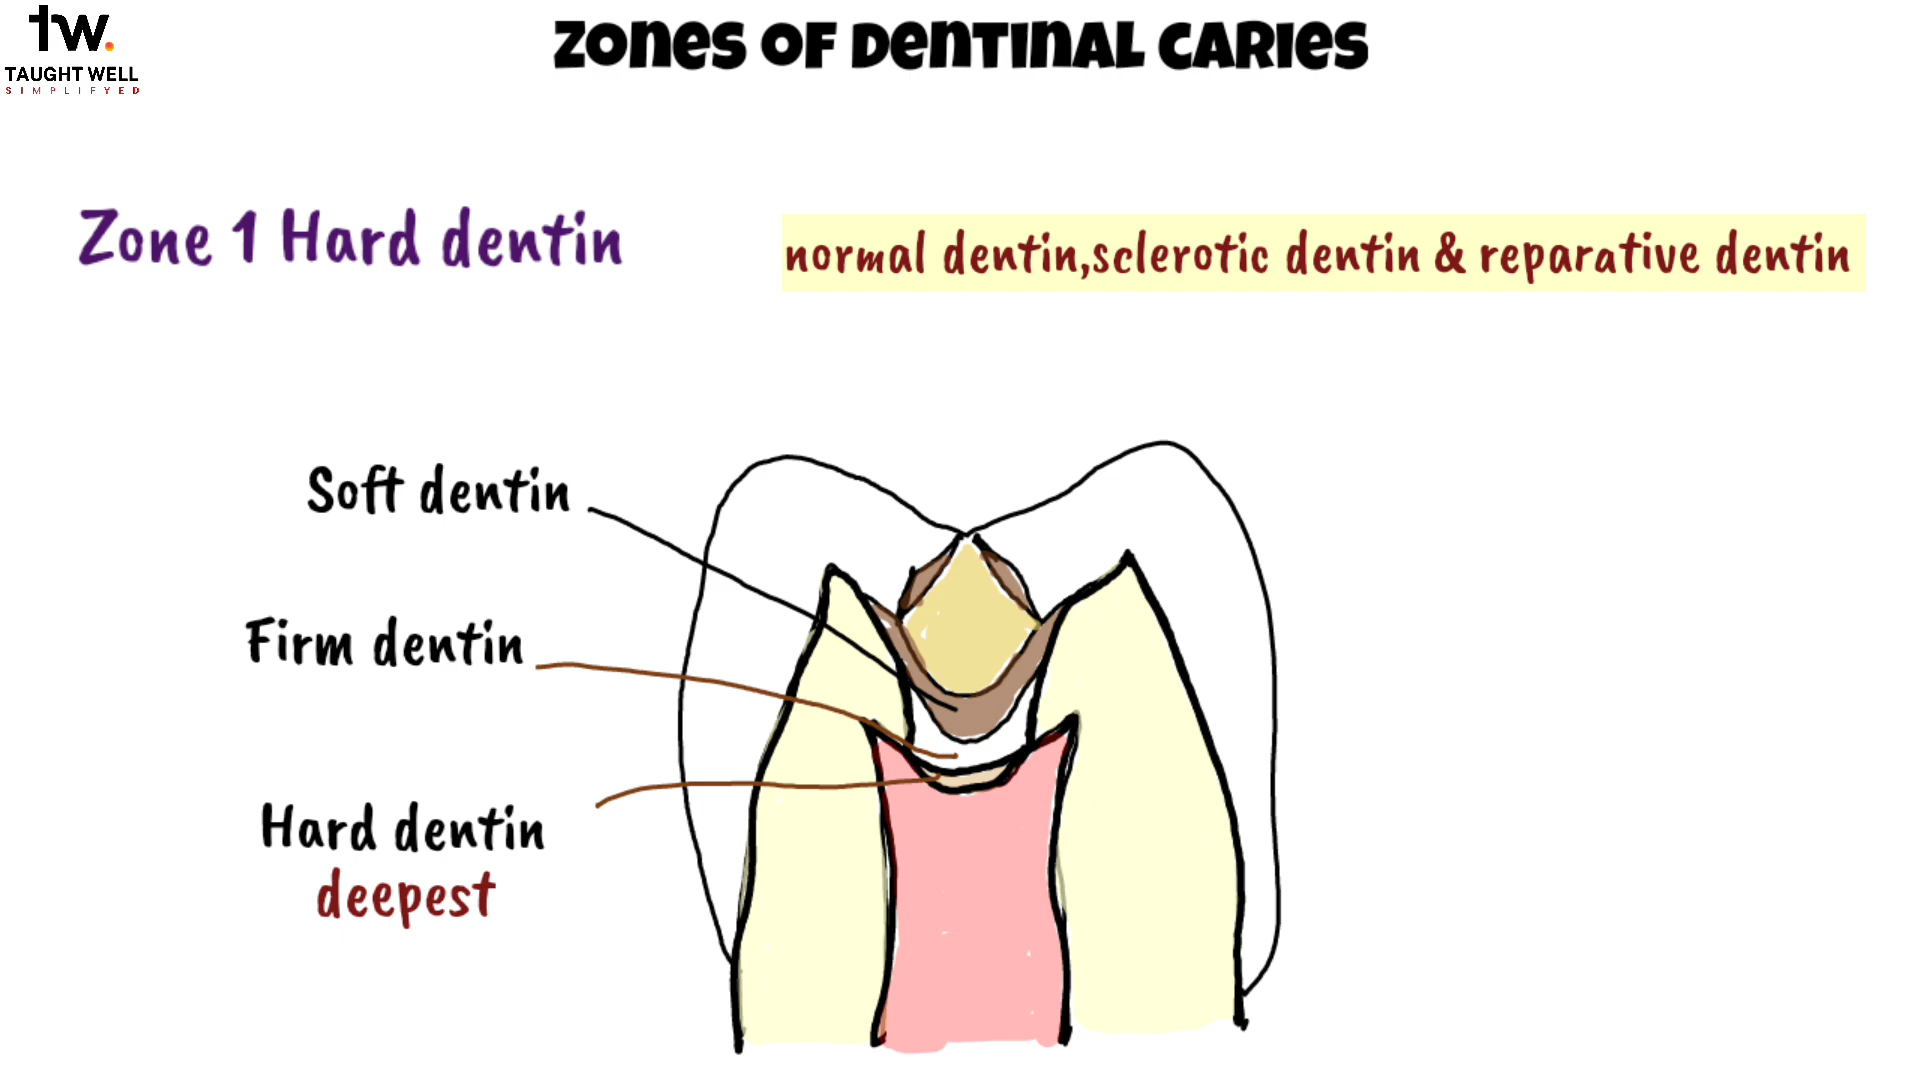 tw.
TAUGHT WELL
SIMPLIFYED
ZONES OF DENTINAL CARIES
Zone 1 Hard dentin
normal dentin,sclerotic dentin & reparative dentin
Soft dentin
Firm dentin
Hard dentin
deepest